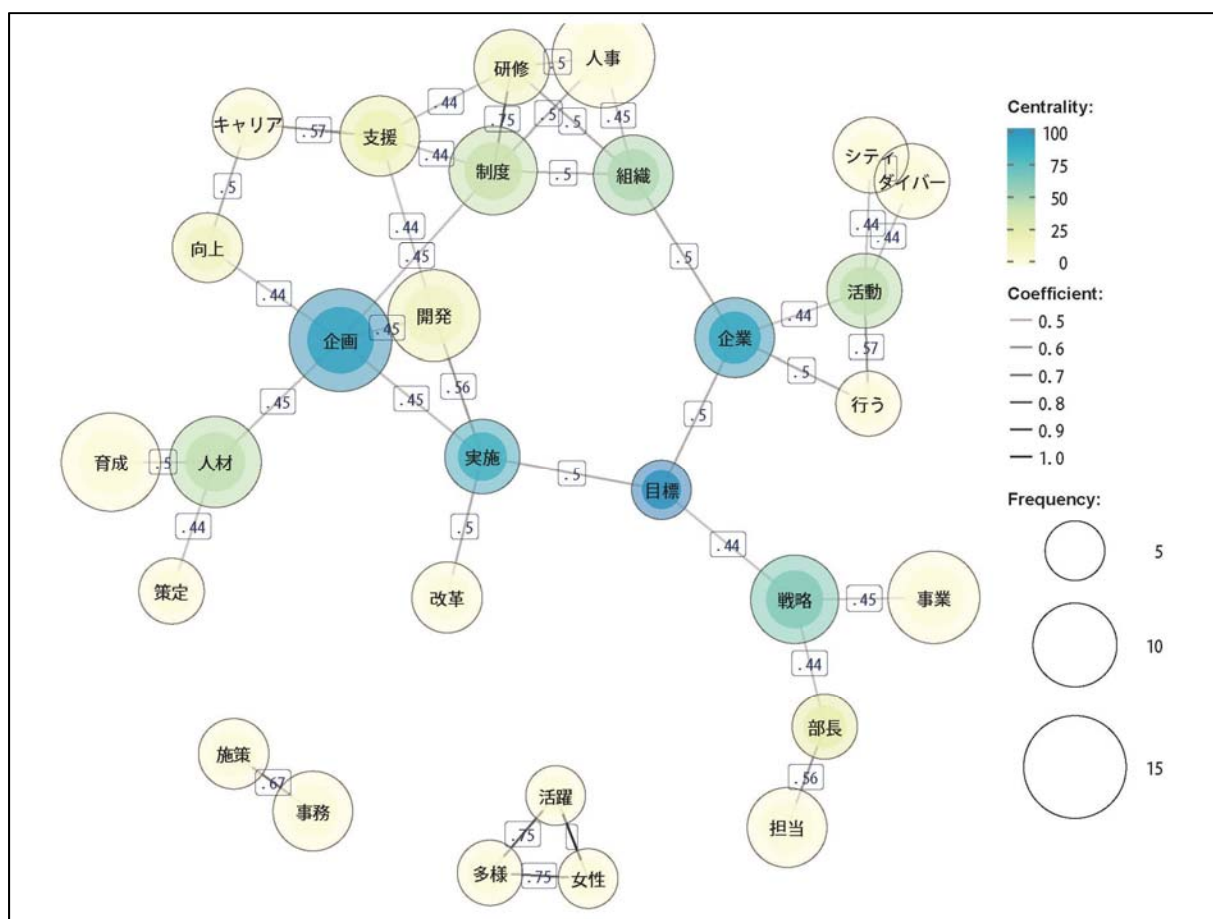 人事
研修
.5
キャリア
.57
支援
.44
.75
.5
.5
.45
.44
制度
.5
組織
シティ
ダイバー
.5
向上
.44
.45
.44
.44
.44
.5
活動
企画
.45
開発
企業
.44
.57
.5
行う
.45
.45
.56
.5
育成
.5
人材
実施
.5
目標
.44
.5
.44
策定
改革
戦略
.45
事業
.44
部長
.56
担当
施策
.67
事務
活躍
.75
多様
.75
女性
Centrality:
100
75
50
25
0
Coefficient:
0.5
0.6
0.7
0.8
0.9
1.0
Frequency:
5
10
15